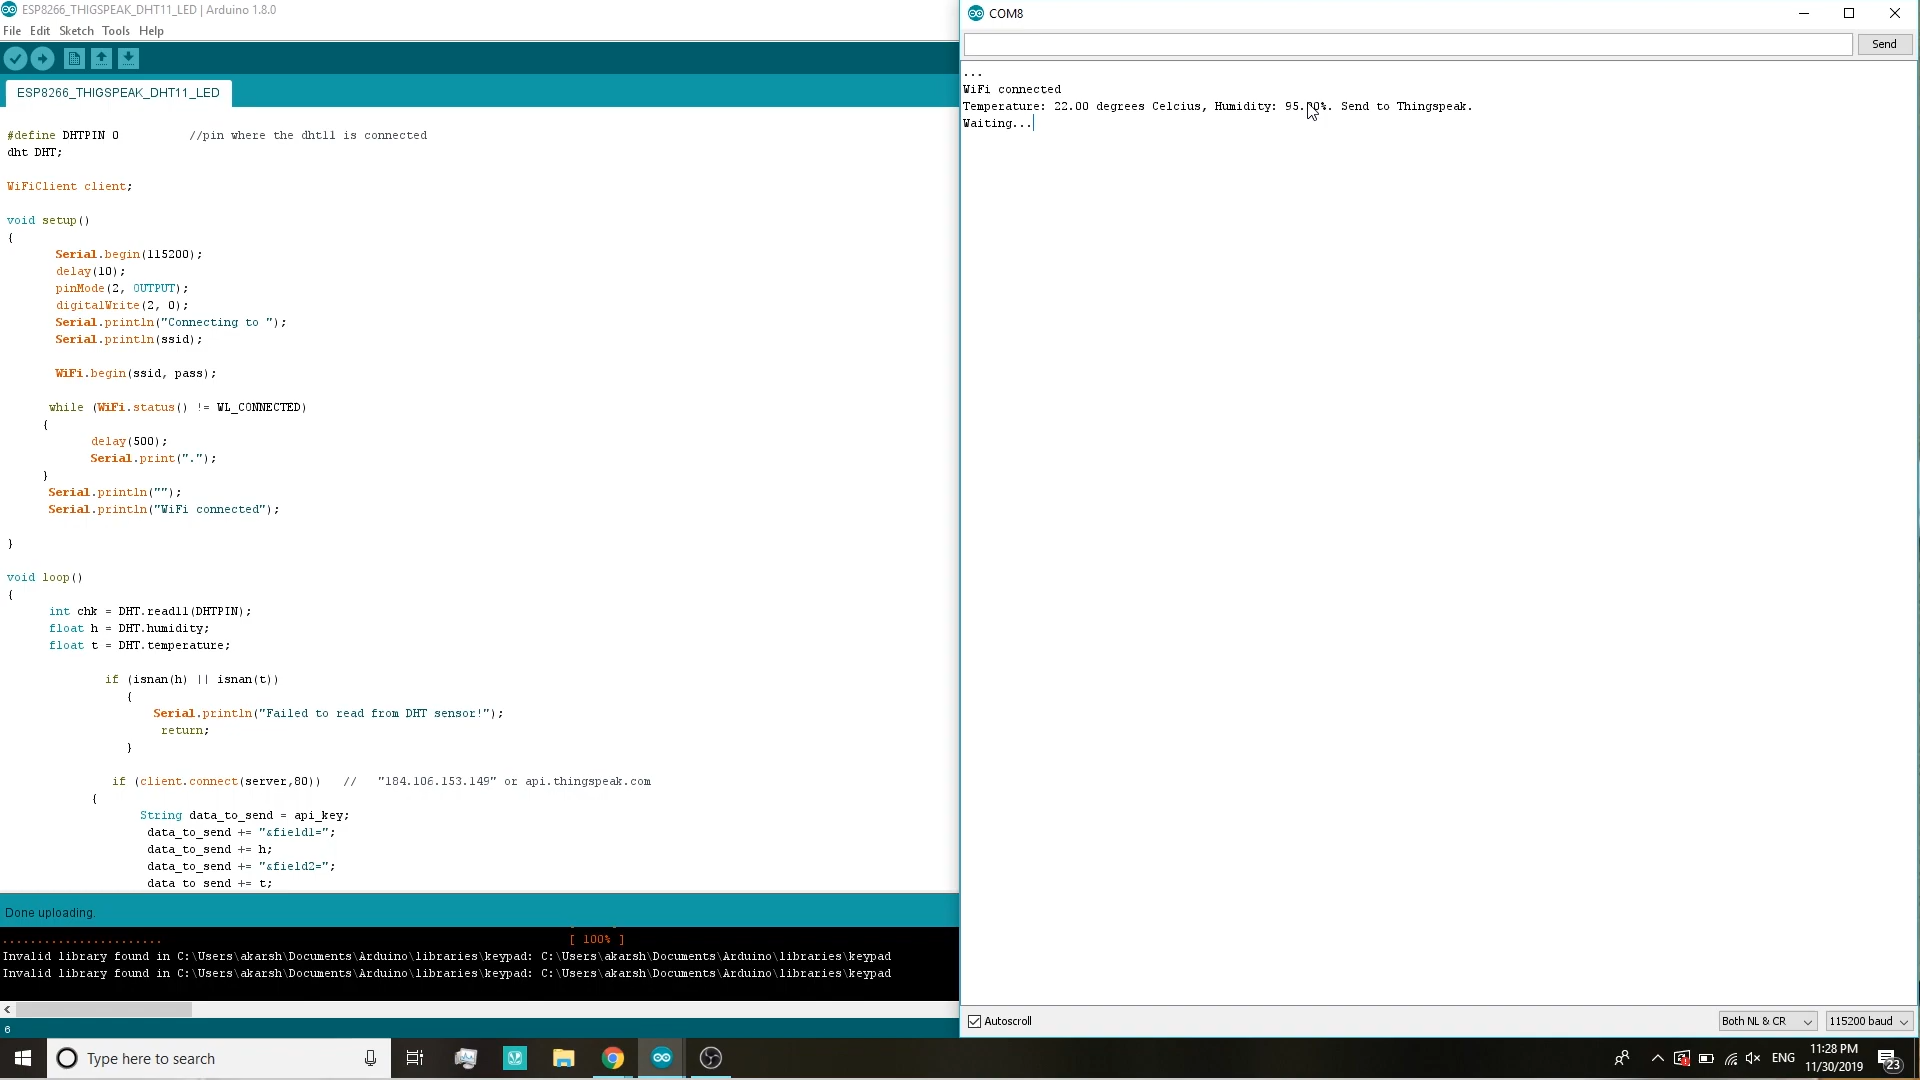 ESP8266_THIGSPEAK_DHT11_LED | Arduino 1.8.0
File Edit Sketch Tools Help
ESP8266_THIGSPEAK_DHT11_LED
#define DHTPIN 0 //pin where the dht11 is connected
dht DHT;
WiFiClient client;
void setup()
{
Serial.begin(115200);
delay(10);
pinMode(2, OUTPUT);
digitalWrite(2, 0);
Serial.println("Connecting to ");
Serial.println(ssid);
WiFi.begin(ssid, pass);
while (WiFi.status() != WL_CONNECTED)
{
delay(500);
Serial.print(".");
}
Serial.println("");
Serial.println("WiFi connected");
}
void loop()
{
int chk = DHT.read11(DHTPIN);
float h = DHT.humidity;
float t = DHT.temperature;
if (isnan(h) || isnan(t))
{
Serial.println("Failed to read from DHT sensor!");
return;
}
if (client.connect(server,80)) // "184.106.153.149" or api.thingspeak.com
{
String data_to_send = api_key;
data_to_send += "&field1=";
data_to_send += h;
data_to_send += "&field2=";
data_to_send += t;
Done uploading.
....................... [ 100% ]
Invalid library found in C:\Users\akarsh\Documents\Arduino\libraries\keypad: C:\Users\akarsh\Documents\Arduino\libraries\keypad
Invalid library found in C:\Users\akarsh\Documents\Arduino\libraries\keypad: C:\Users\akarsh\Documents\Arduino\libraries\keypad
6
COM8
Send
...
WiFi connected
Temperature: 22.00 degrees Celcius, Humidity: 95.00%. Send to Thingspeak.
Waiting...
Autoscroll
Both NL & CR
115200 baud
Type here to search
ENG
11:28 PM
11/30/2019
23